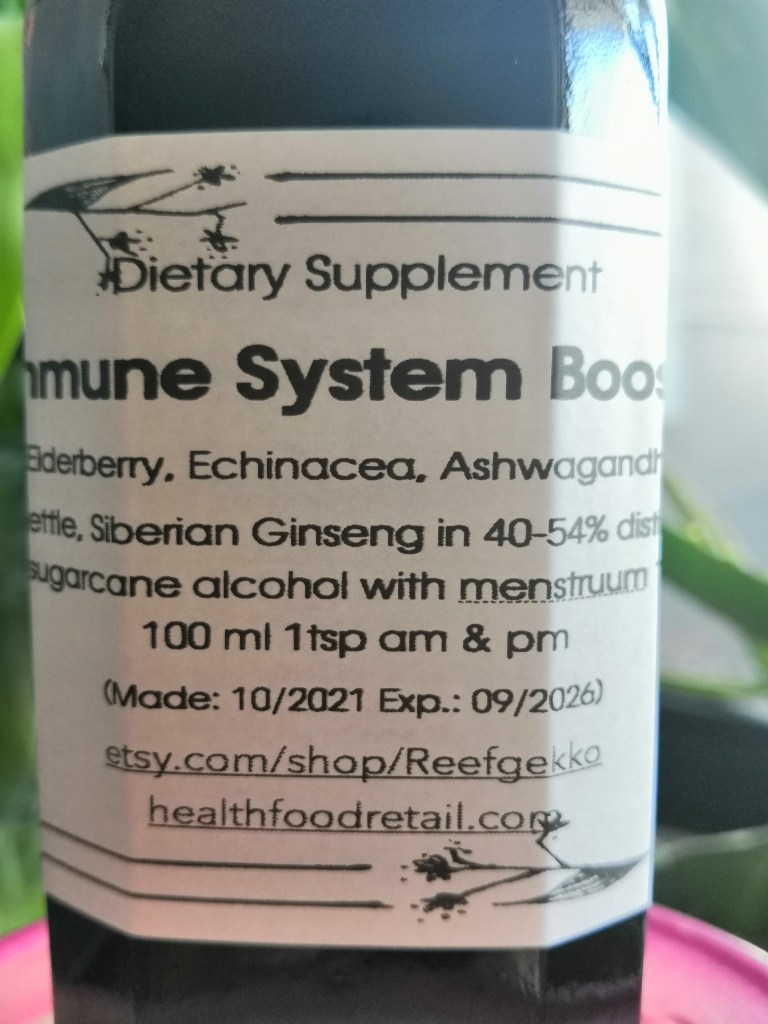 Dietary Supplement
mmune System Boos
Elderberry, Echinacea, Ashwagandh
ettle, Siberian Ginseng in 40-54% disti
sugarcane alcohol with menstruum
100 ml 1tsp am & pm
(Made: 10/2021 Exp.: 09/2026)
etsy.com/shop/Reefgekko
healthfoodretail.com